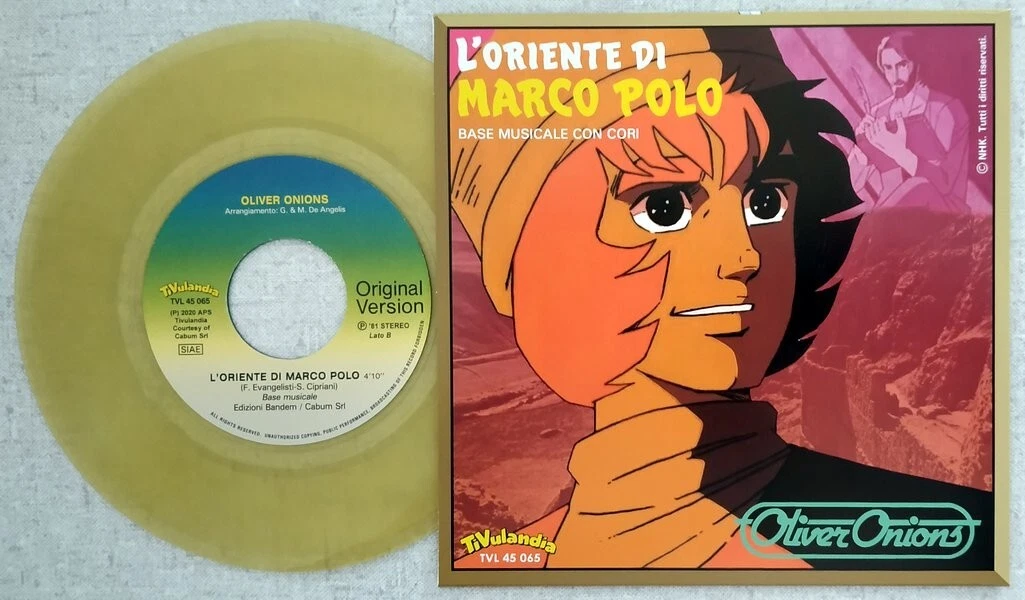 OLIVER ONIONS
Arrangiamento: G. & M. De Angelis
TiVulandia
TVL 45 065
(P) 2020 APS
Tivulandia
Courtesy of
Cabum Srl
SIAE
Original
Version
Ⓟ '81 STEREO
Lato B
L'ORIENTE DI MARCO POLO 4'10''
(F. Evangelisti-S. Cipriani)
Base musicale
Edizioni Bandem / Cabum Srl
ALL RIGHTS RESERVED. UNAUTHORIZED COPYING, PUBLIC PERFORMANCE, BROADCASTING OF THIS RECORD FORBIDDEN
L'ORIENTE DI
MARCO POLO
BASE MUSICALE CON CORI
© NHK. Tutti i diritti riservati.
TiVulandia
TVL 45 065
Oliver Onions